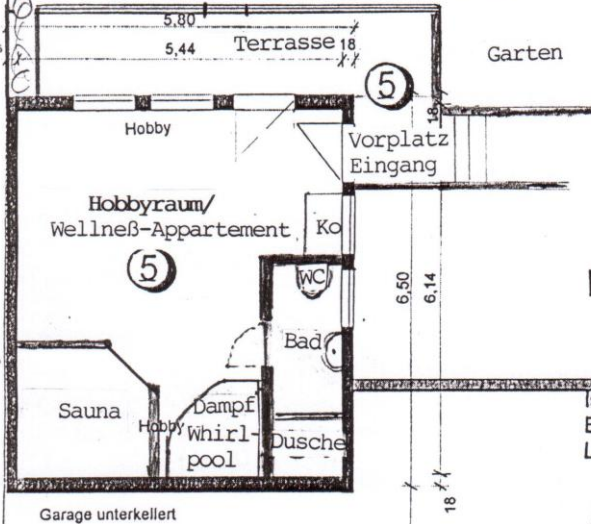 5,80
5,44
Terrasse
18
Garten
5
18
Hobby
Vorplatz
Eingang
Hobbyraum/
Wellneß-Appartement
Ko
5
WC
6,50
6,14
Bad
Sauna
Hobby
Dampf
Whirl-
pool
Dusche
E
L
18
Garage unterkellert